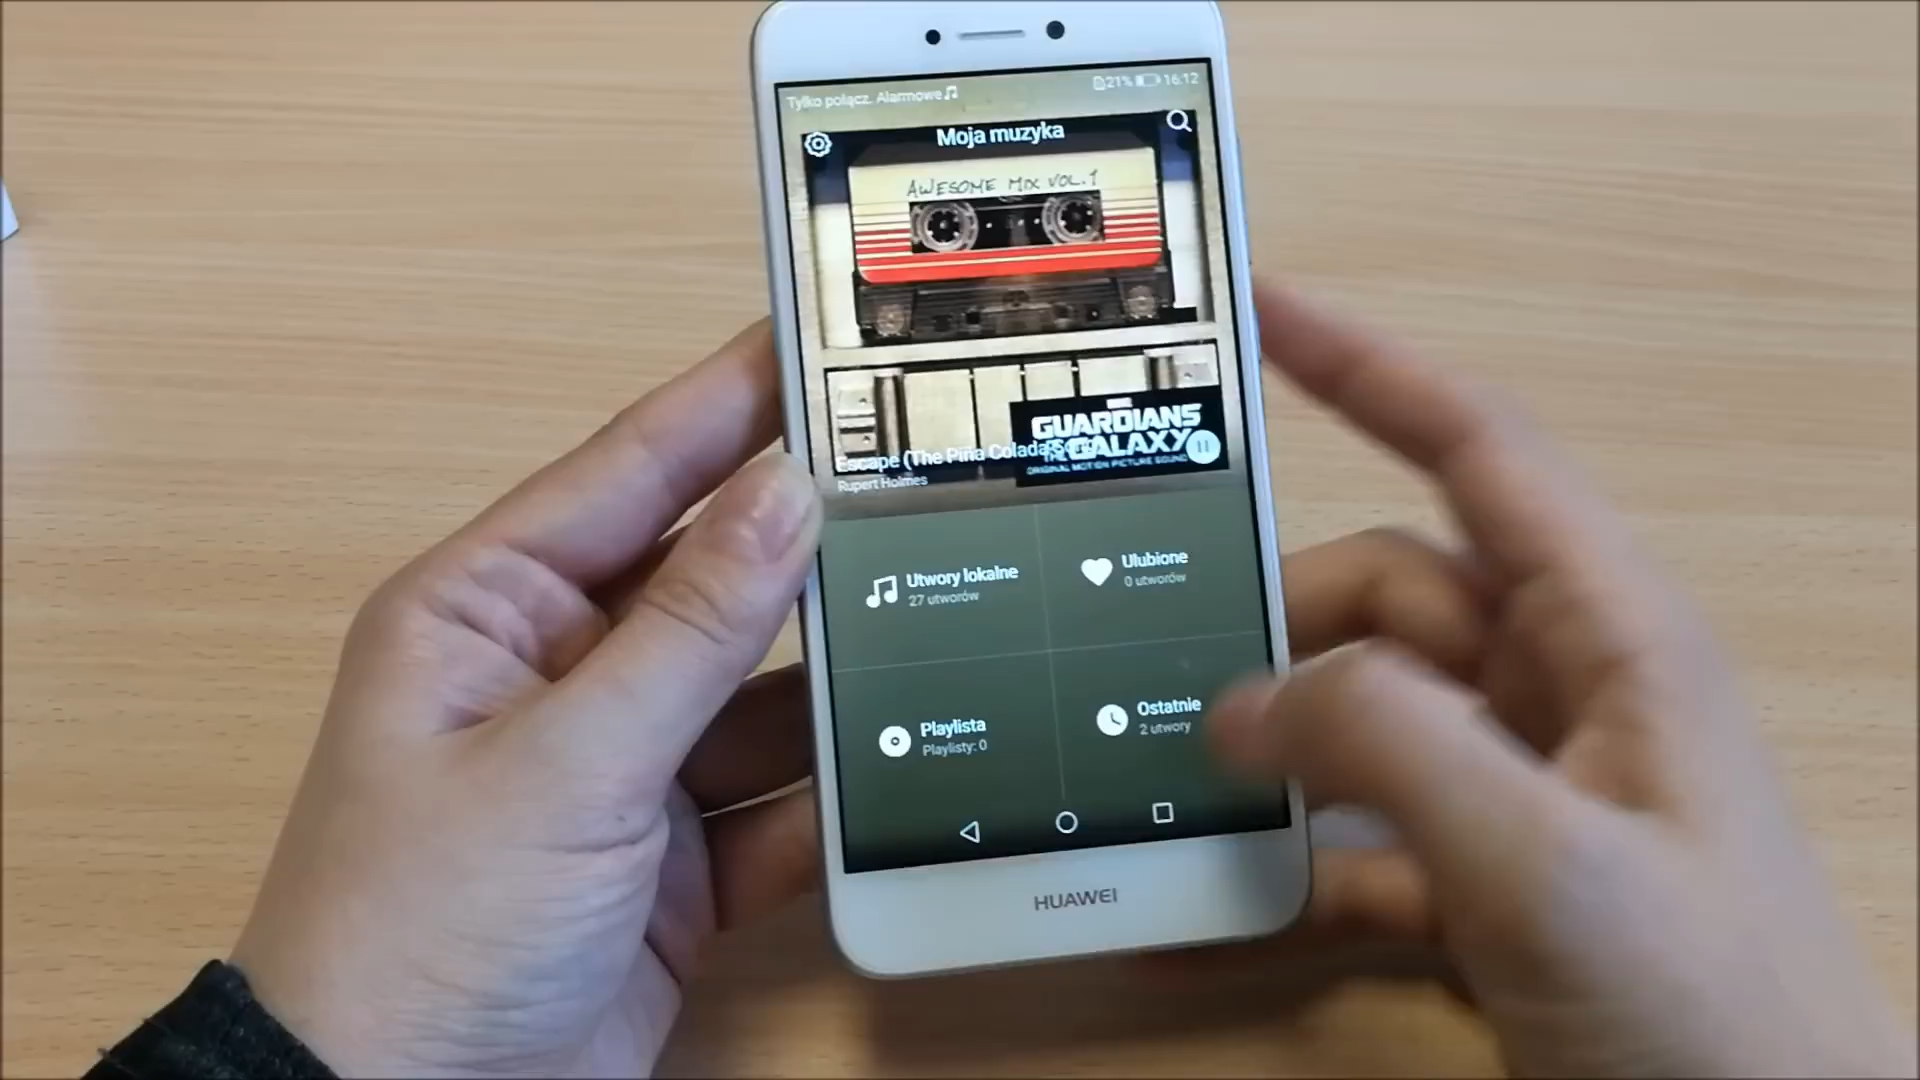 Tylko połącz. Alarmowe
21% 16:12
Moja muzyka
AWESOME MIX VOL.1
GUARDIANS
THE GALAXY
ORIGINAL MOTION PICTURE SOUND
Escape (The Piña Colada Song)
Rupert Holmes
Utwory lokalne
27 utworów
Ulubione
0 utworów
Playlista
Playlisty: 0
Ostatnie
2 utwory
HUAWEI